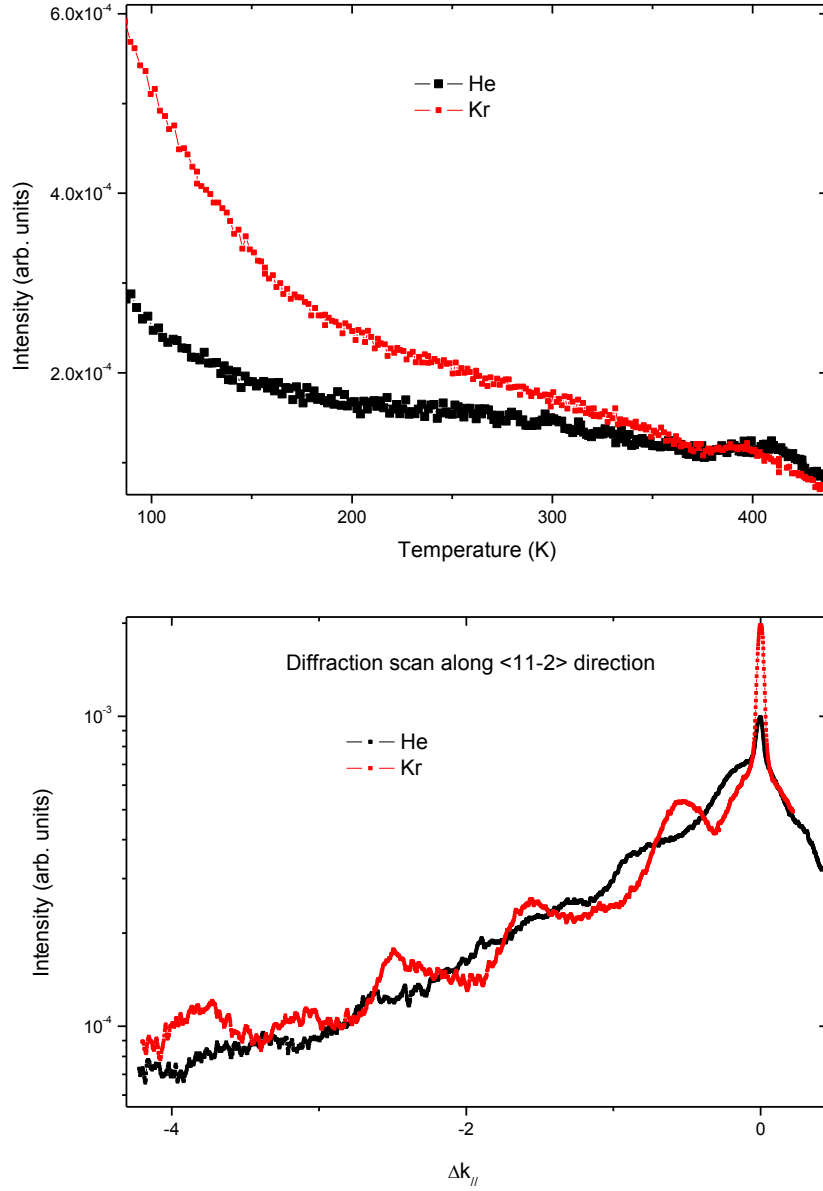 6.0x10⁻⁴
He
Kr
4.0x10⁻⁴
Intensity (arb. units)
2.0x10⁻⁴
100 200 300 400
Temperature (K)
Diffraction scan along <11-2> direction
10⁻³
He
Kr
Intensity (arb. units)
10⁻⁴
-4 -2 0
Δk//